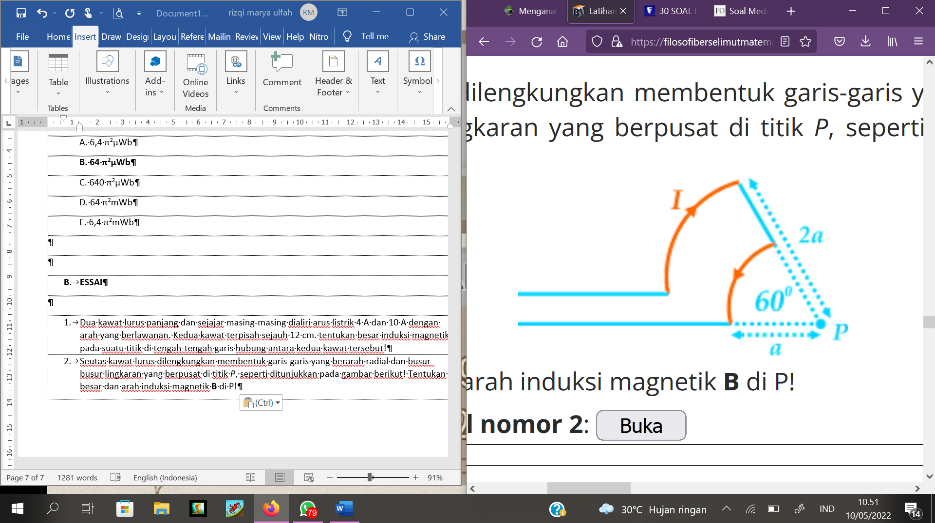 Document1...
rizqi marya ulfah
RM
File
Home
Insert
Draw
Desig
Layou
Refere
Mailin
Review
View
Help
Nitro
Tell me
Share
ages
Table
Illustrations
Add-
ins
Online
Videos
Links
Comment
Header &
Footer
Text
Symbol
Tables
Media
Comments
A.·6,4·π²μWb¶
B.·64·π²μWb¶
C.·640·π²μWb¶
D.·64·π²mWb¶
E.·6,4·π²mWb¶
¶
¶
B.→ESSAI¶
¶
1.→Dua·kawat·lurus·panjang·dan·sejajar·masing-masing·dialiri·arus·listrik·4·A·dan·10·A·dengan·
arah·yang·berlawanan.·Kedua·kawat·terpisah·sejauh·12·cm.·tentukan·besar·induksi·magnetik
pada·suatu·titik·di·tengah-tengah·garis·hubung·antara·kedua·kawat·tersebut!¶
2.→Seutas·kawat·lurus·dilengkungkan·membentuk·garis-garis·yang·berarah·radial·dan·busur
busur·lingkaran·yang·berpusat·di·titik·P,·seperti·ditunjukkan·pada·gambar·berikut!·Tentukan·
besar·dan·arah·induksi·magnetik·B·di·P!¶
(Ctrl)
Page 7 of 7
1281 words
English (Indonesia)
91%
Mengana
Latihan
30 SOAL
FO
Soal Med
https://filosofiberselimutmatem
dilengkungkan membentuk garis-garis y
gkaran yang berpusat di titik P, seperti
I
2a
60⁰
P
a
arah induksi magnetik B di P!
l nomor 2:
Buka
79
30°C Hujan ringan
IND
10.51
10/05/2022
14